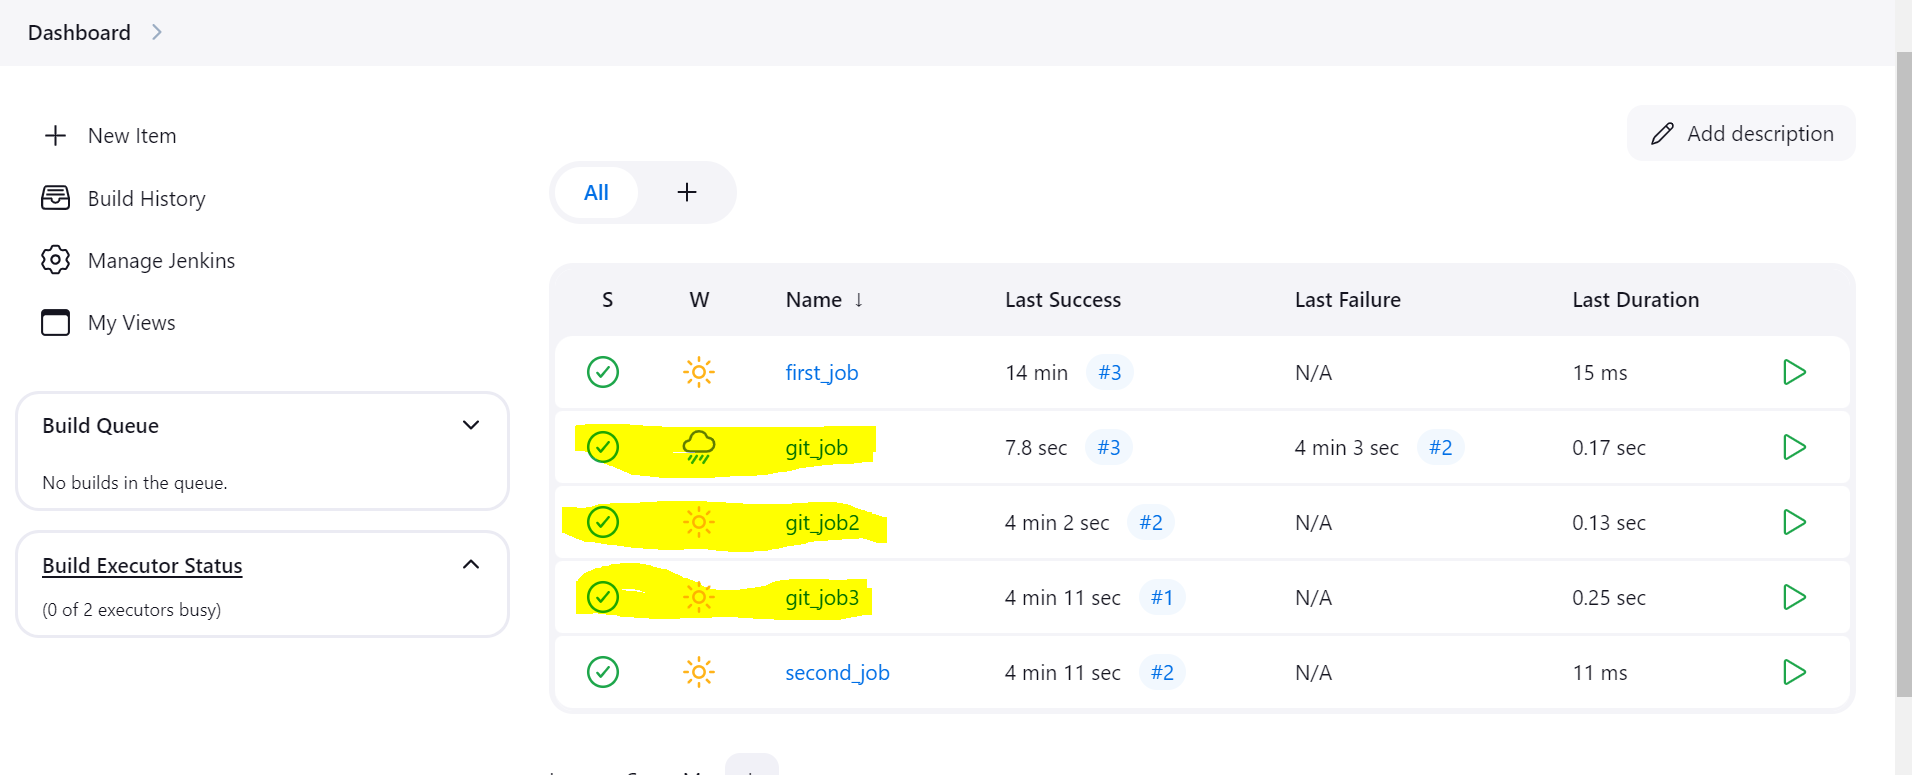 Dashboard
New Item
Build History
Manage Jenkins
My Views
Build Queue
No builds in the queue.
Build Executor Status
(0 of 2 executors busy)
Add description
All
S W Name ↓ Last Success Last Failure Last Duration
first_job 14 min #3 N/A 15 ms
git_job 7.8 sec #3 4 min 3 sec #2 0.17 sec
git_job2 4 min 2 sec #2 N/A 0.13 sec
git_job3 4 min 11 sec #1 N/A 0.25 sec
second_job 4 min 11 sec #2 N/A 11 ms